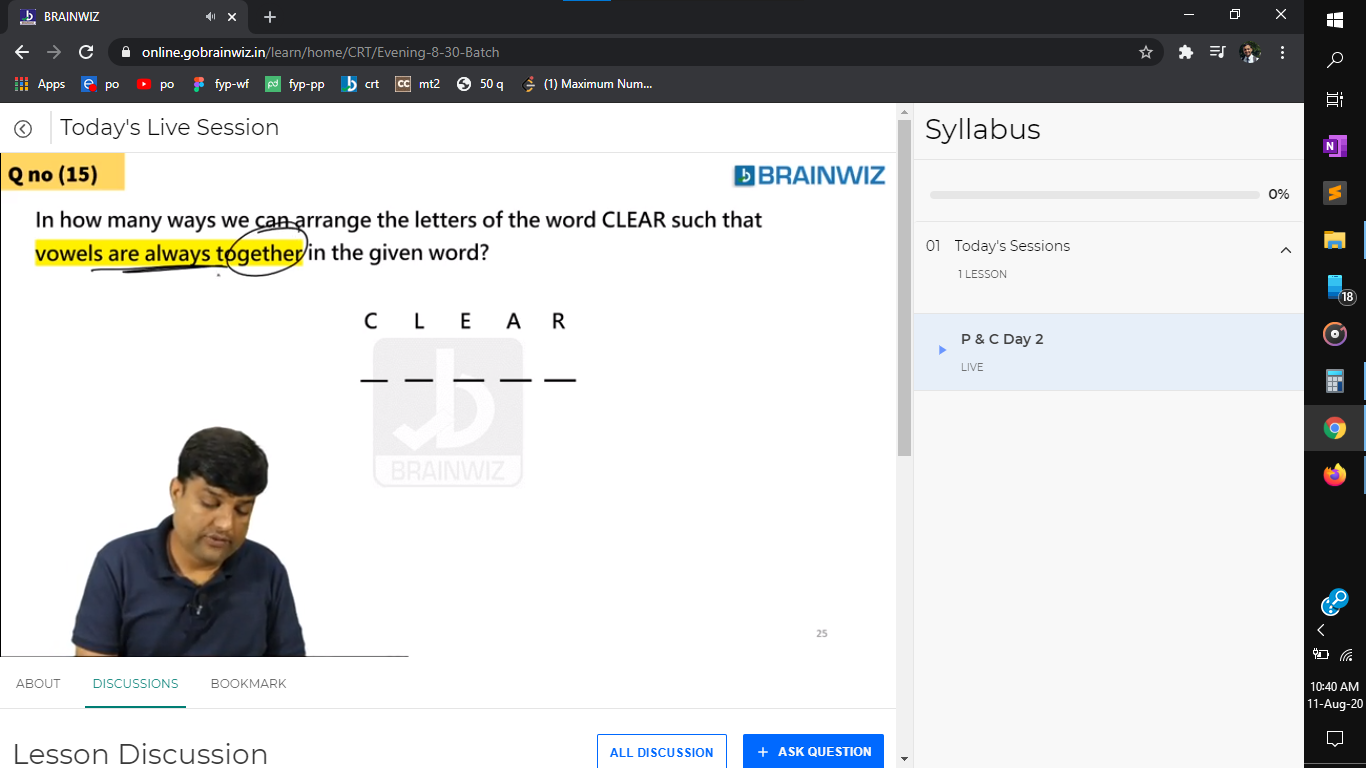 BRAINWIZ
online.gobrainwiz.in/learn/home/CRT/Evening-8-30-Batch
Apps po po fyp-wf fyp-pp crt CC mt2 50 q (1) Maximum Num...
Today's Live Session
Q no (15)
BRAINWIZ
In how many ways we can arrange the letters of the word CLEAR such that
vowels are always together in the given word?
C L E A R
BRAINWIZ
25
ABOUT DISCUSSIONS BOOKMARK
Lesson Discussion
ALL DISCUSSION
+ ASK QUESTION
Syllabus
0%
01 Today's Sessions
1 LESSON
P & C Day 2
LIVE
N
18
10:40 AM
11-Aug-20